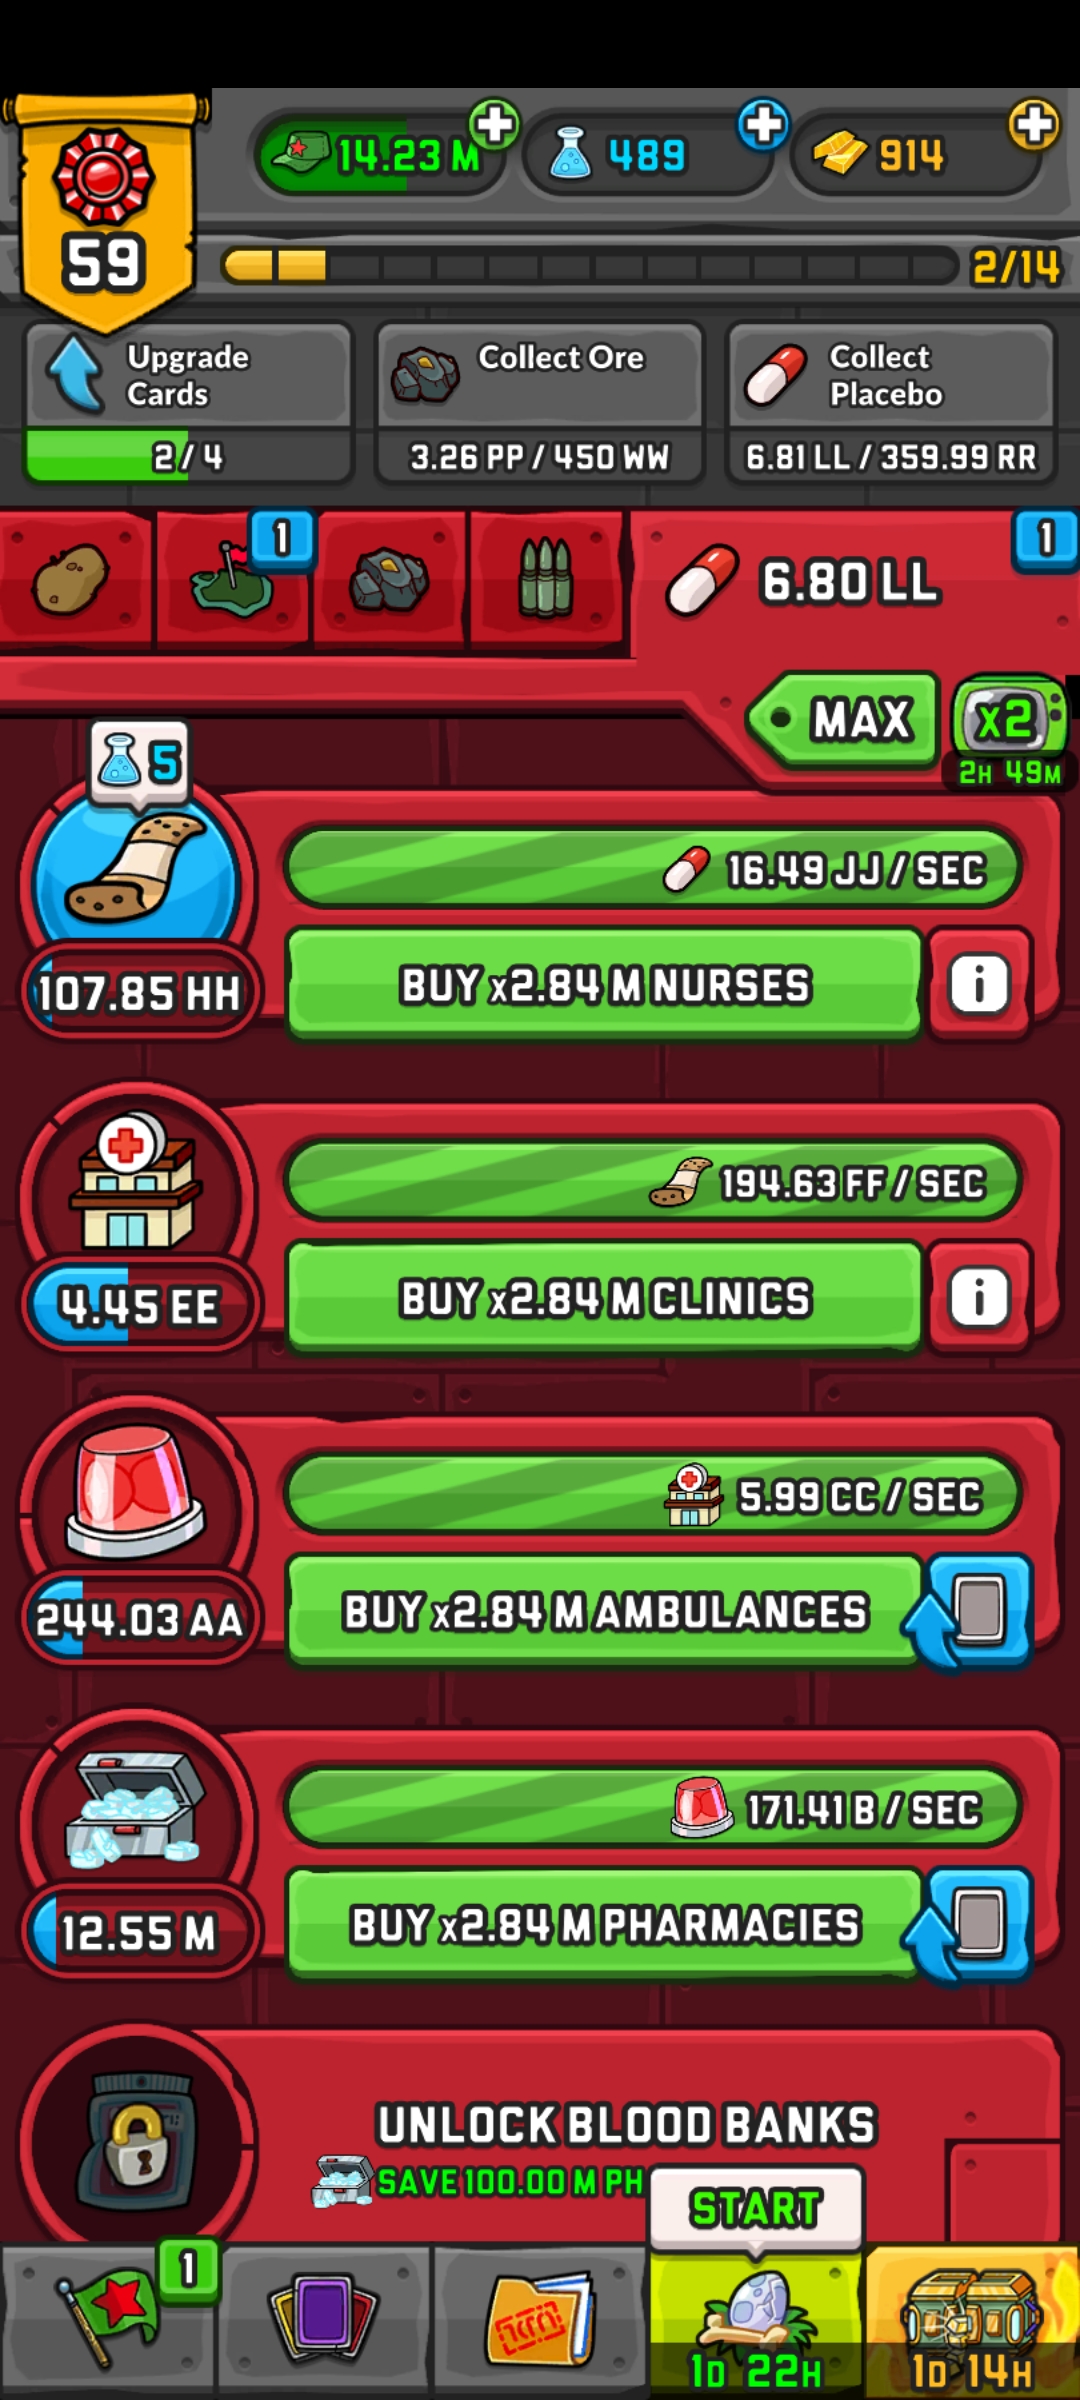 14.23 M
489
914
59
2/14
Upgrade
Cards
2/4
Collect Ore
3.26 PP / 450 WW
Collect
Placebo
6.81 LL / 359.99 RR
1
6.80 LL
1
MAX
x2
2H 49M
5
16.49 JJ / SEC
107.85 HH
BUY x2.84 M NURSES
i
194.63 FF / SEC
4.45 EE
BUY x2.84 M CLINICS
i
5.99 CC / SEC
244.03 AA
BUY x2.84 M AMBULANCES
171.41 B / SEC
12.55 M
BUY x2.84 M PHARMACIES
UNLOCK BLOOD BANKS
SAVE 100.00 M PH
START
1
1D 22H
1D 14H